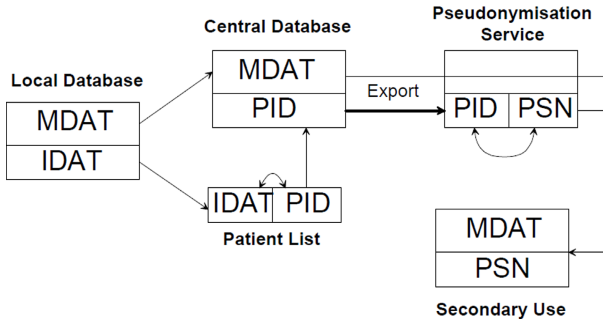 Central Database
Pseudonymisation
Service
Local Database
MDAT
IDAT
MDAT
PID
Export
PID PSN
IDAT PID
Patient List
MDAT
PSN
Secondary Use